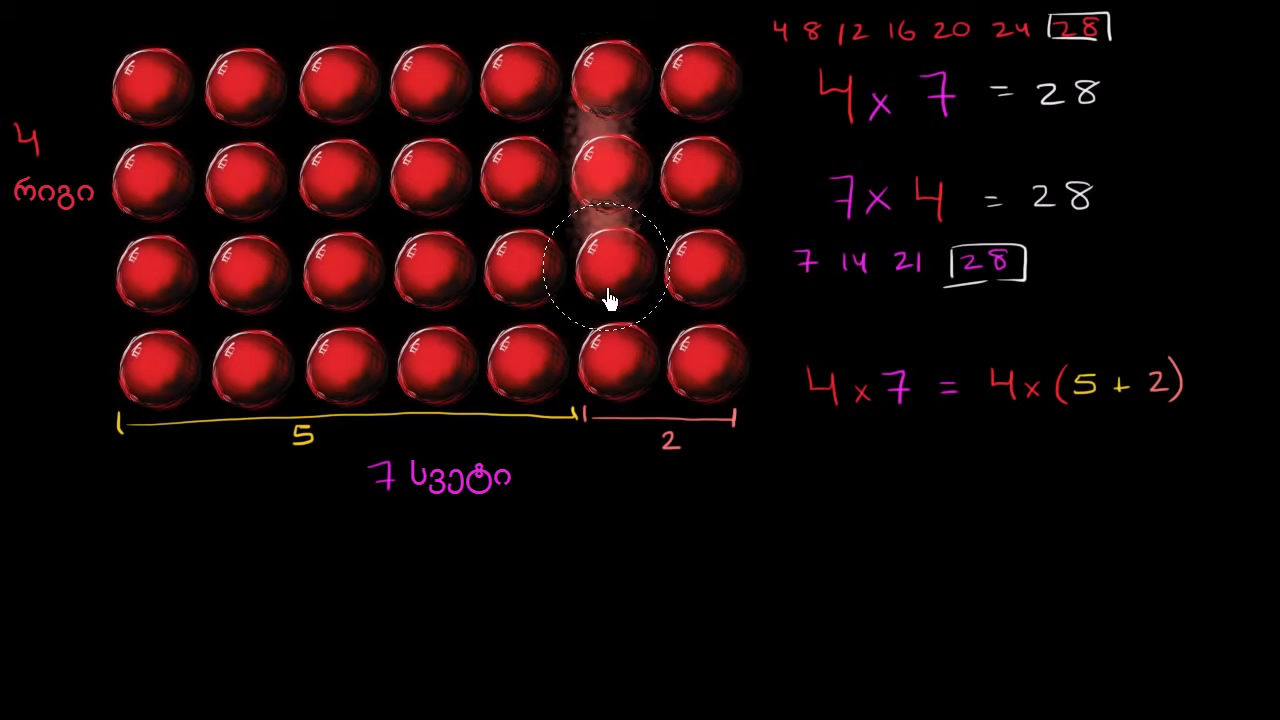 4 8 12 16 20 24 28
4 x 7 = 28
4
რიგი
7 x 4 = 28
7 14 21 28
4 x 7 = 4 x (5 + 2)
5
2
7 სვეტი